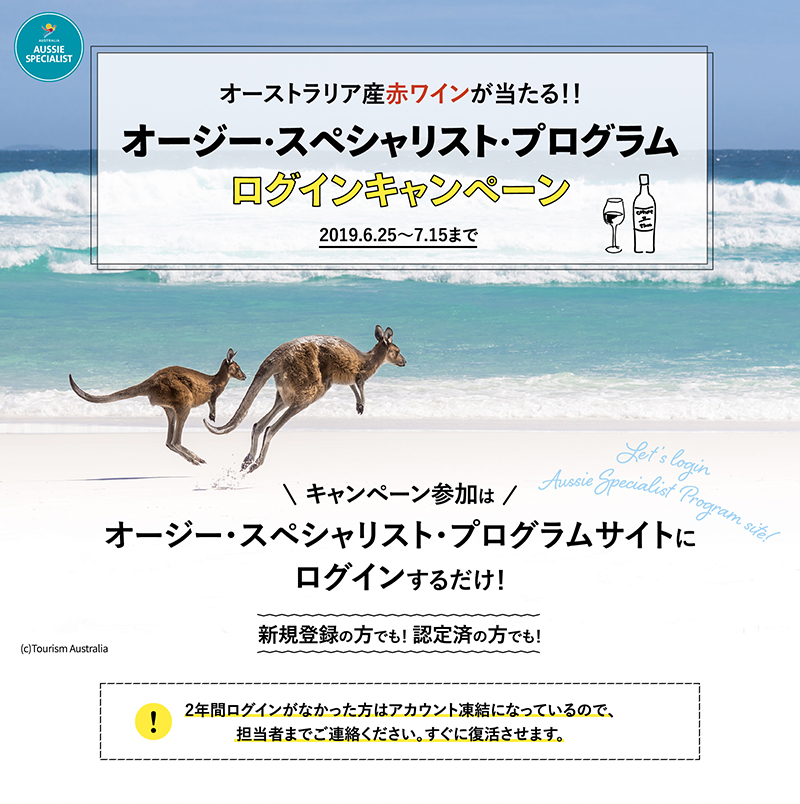 AUSTRALIA
AUSSIE
SPECIALIST
オーストラリア産赤ワインが当たる!!
オージー・スペシャリスト・プログラム
ログインキャンペーン
2019.6.25〜7.15まで
Let's login
Aussie Specialist Program site!
\ キャンペーン参加は /
オージー・スペシャリスト・プログラムサイトに
ログインするだけ!
新規登録の方でも! 認定済の方でも!
(c)Tourism Australia
! 2年間ログインがなかった方はアカウント凍結になっているので、
担当者までご連絡ください。すぐに復活させます。